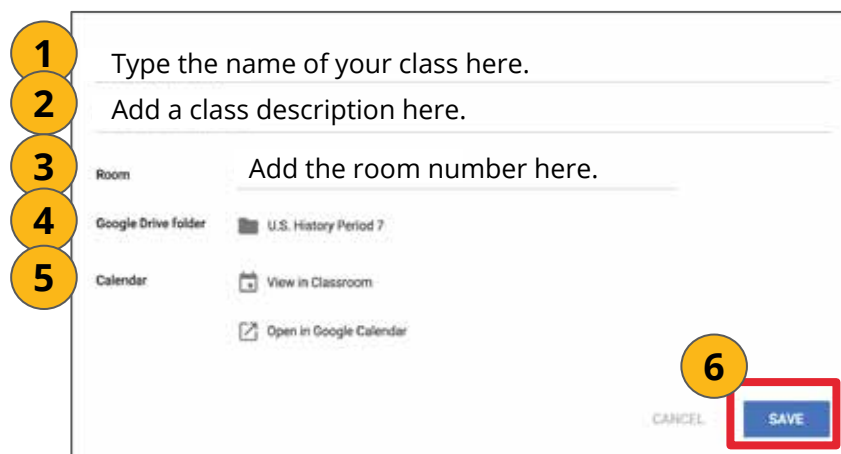 1 Type the name of your class here.
2 Add a class description here.
3 Room Add the room number here.
4 Google Drive folder U.S. History Period 7
5 Calendar View in Classroom
Open in Google Calendar
6
CANCEL SAVE